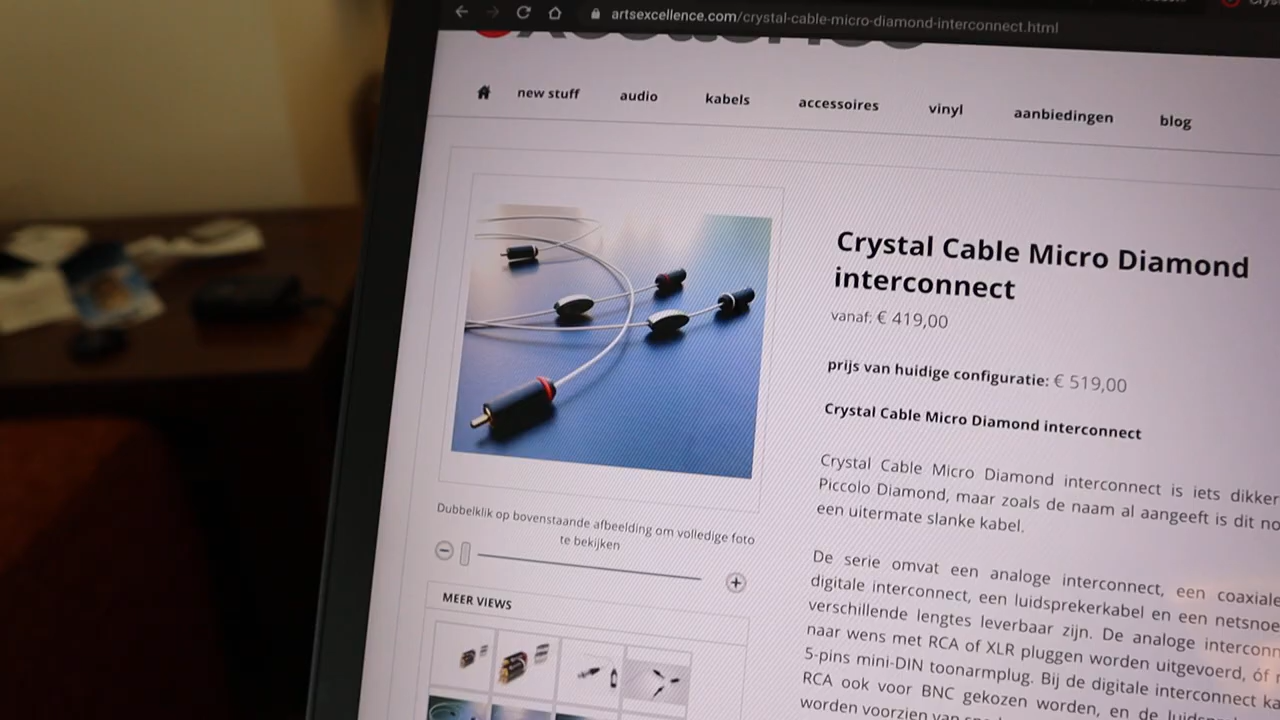 artsexcellence.com/crystal-cable-micro-diamond-interconnect.html
new stuff audio kabels accessoires vinyl aanbiedingen blog
Crystal Cable Micro Diamond
interconnect
vanaf: € 419,00
prijs van huidige configuratie: € 519,00
Crystal Cable Micro Diamond interconnect
Crystal Cable Micro Diamond interconnect is iets dikker
Piccolo Diamond, maar zoals de naam al aangeeft is dit
een uitermate slanke kabel.
De serie omvat een analoge interconnect, een coaxiale
digitale interconnect, een luidsprekerkabel en een
verschillende lengtes leverbaar zijn. De analoge
naar wens met RCA of XLR pluggen worden uitgevoerd, óf
5-pins mini-DIN toonarmplug. Bij de digitale interconnect
RCA ook voor BNC gekozen worden, en de
worden voorzien van
Dubbelklik op bovenstaande afbeelding om volledige foto
te bekijken
MEER VIEWS